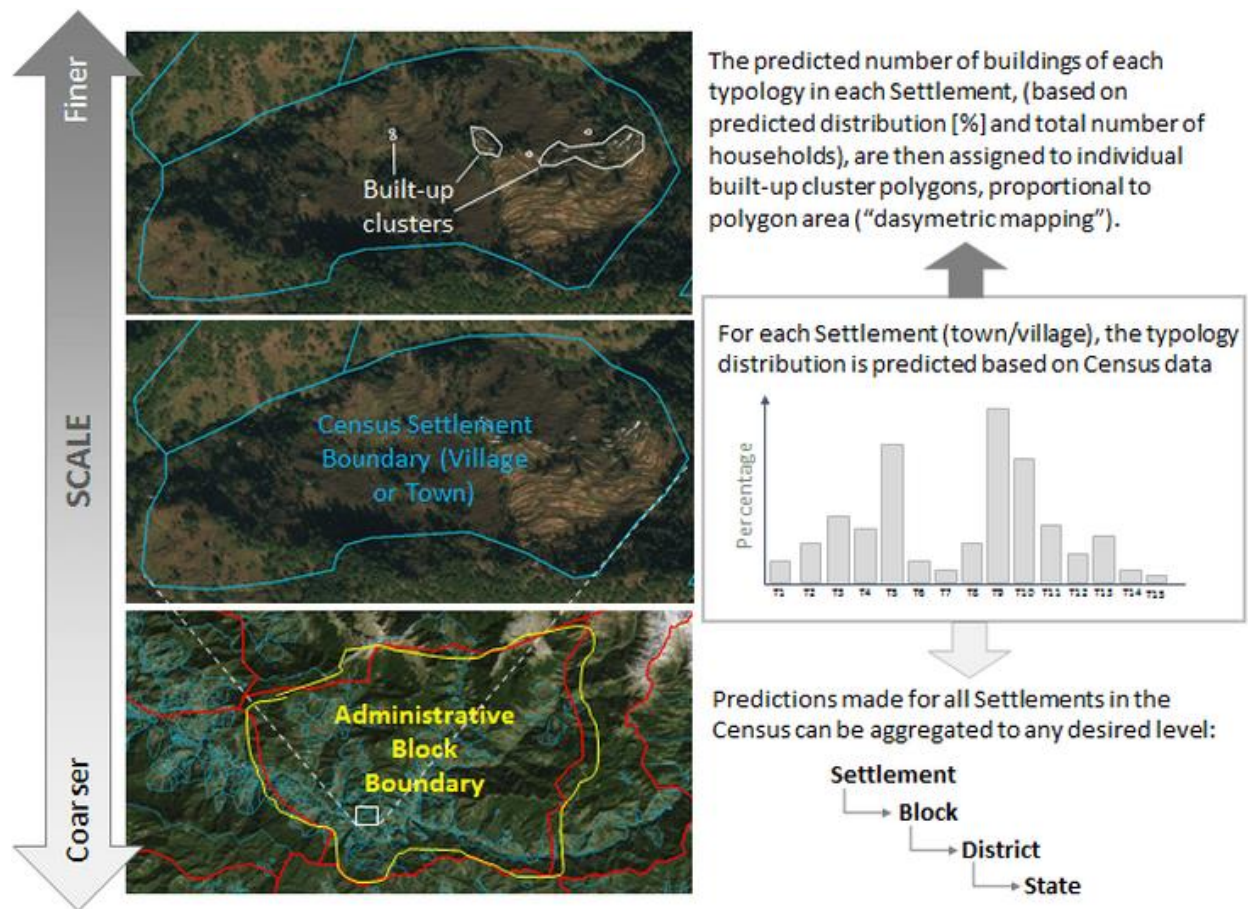 Finer
SCALE
Coarser
Built-up
clusters
Census Settlement
Boundary (Village
or Town)
Administrative
Block
Boundary
The predicted number of buildings of each
typology in each Settlement, (based on
predicted distribution [%] and total number of
households), are then assigned to individual
built-up cluster polygons, proportional to
polygon area (“dasymetric mapping”).
For each Settlement (town/village), the typology
distribution is predicted based on Census data
Percentage
T1 T2 T3 T4 T5 T6 T7 T8 T9 T10 T11 T12 T13 T14 T15
Predictions made for all Settlements in the
Census can be aggregated to any desired level:
Settlement
Block
District
State